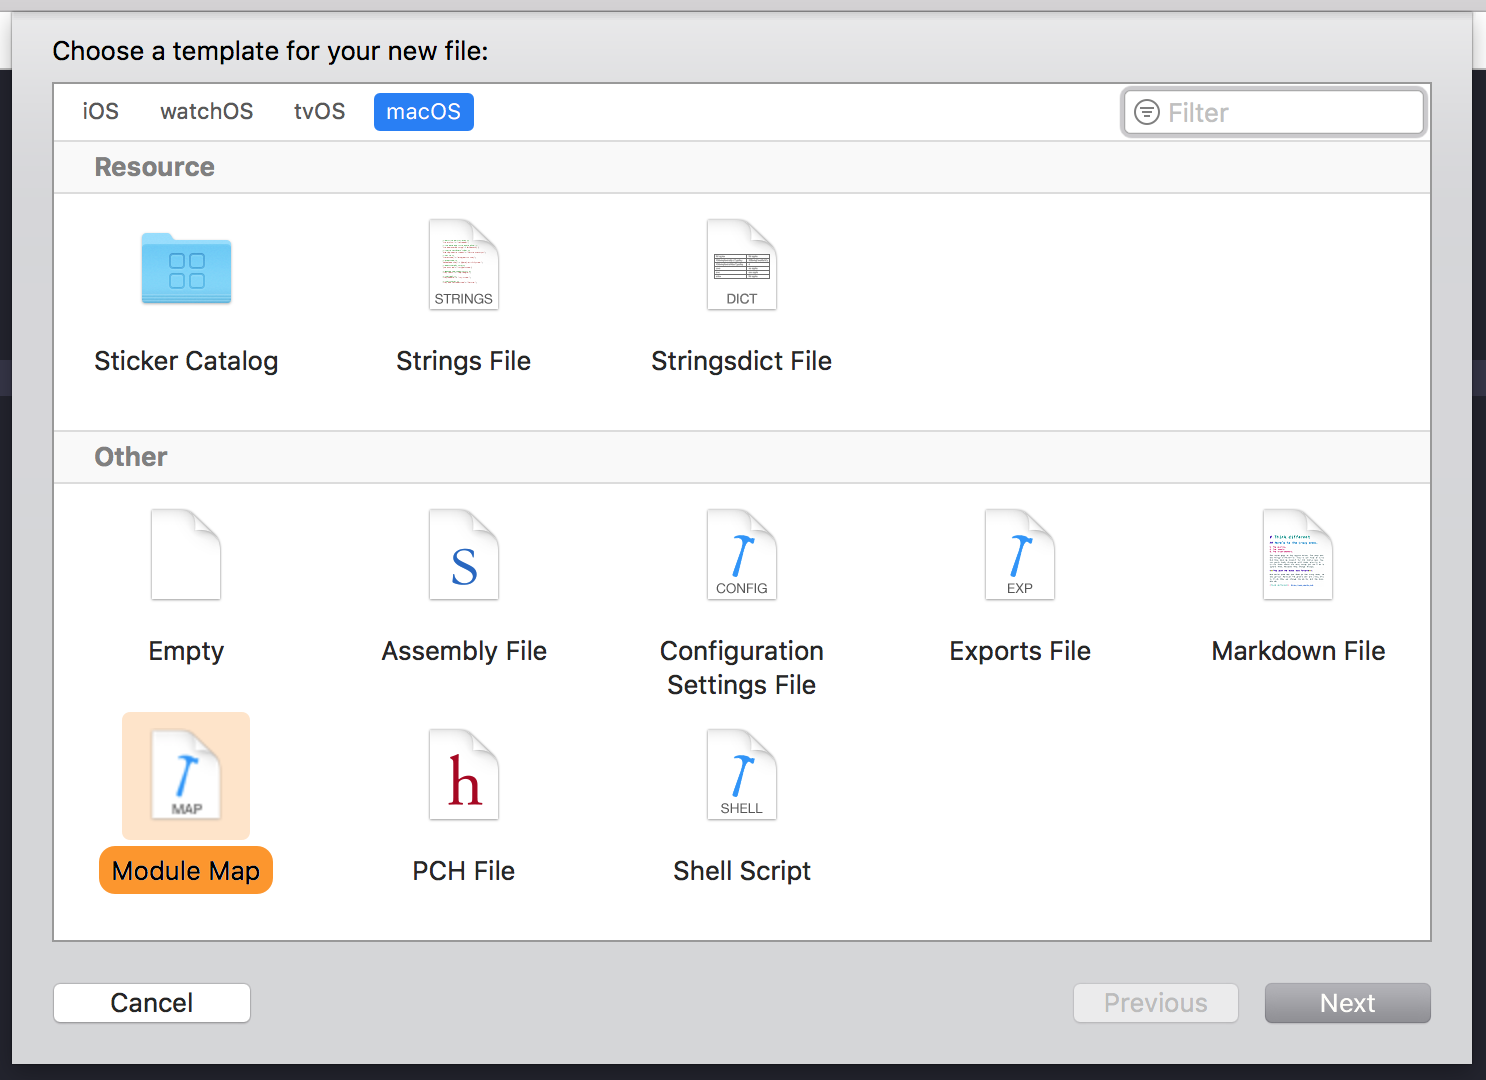 Choose a template for your new file:
iOS watchOS tvOS macOS Filter
Resource
STRINGS DICT
Sticker Catalog Strings File Stringsdict File
Other
S CONFIG EXP
Empty Assembly File Configuration Settings File Exports File Markdown File
MAP h SHELL
Module Map PCH File Shell Script
Cancel Previous Next